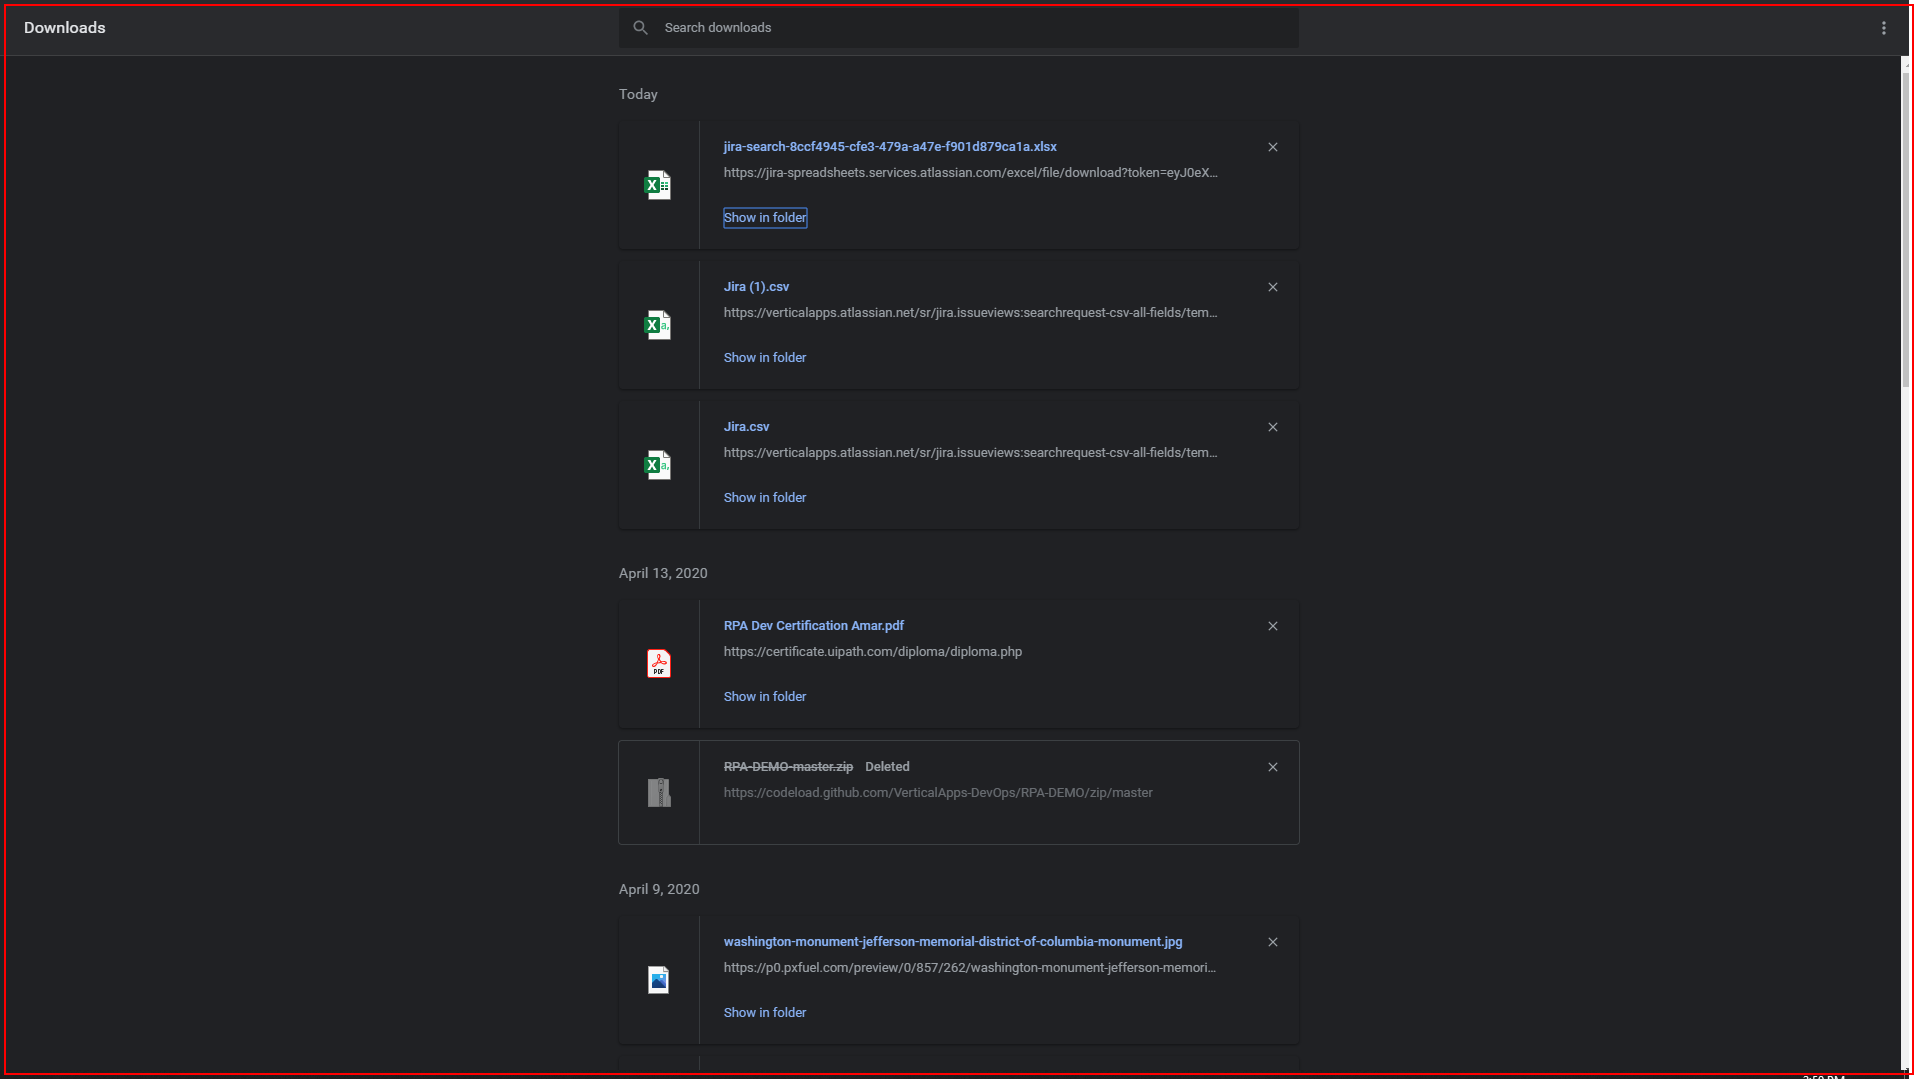 Downloads
Search downloads
Today
jira-search-8ccf4945-cfe3-479a-a47e-f901d879ca1a.xlsx
https://jira-spreadsheets.services.atlassian.com/excel/file/download?token=eyJ0eX...
Show in folder
Jira (1).csv
https://verticalapps.atlassian.net/sr/jira.issueviews:searchrequest-csv-all-fields/tem...
Show in folder
Jira.csv
https://verticalapps.atlassian.net/sr/jira.issueviews:searchrequest-csv-all-fields/tem...
Show in folder
April 13, 2020
RPA Dev Certification Amar.pdf
https://certificate.uipath.com/diploma/diploma.php
PDF
Show in folder
RPA-DEMO-master.zip Deleted
https://codeload.github.com/VerticalApps-DevOps/RPA-DEMO/zip/master
April 9, 2020
washington-monument-jefferson-memorial-district-of-columbia-monument.jpg
https://p0.pxfuel.com/preview/0/857/262/washington-monument-jefferson-memori...
Show in folder